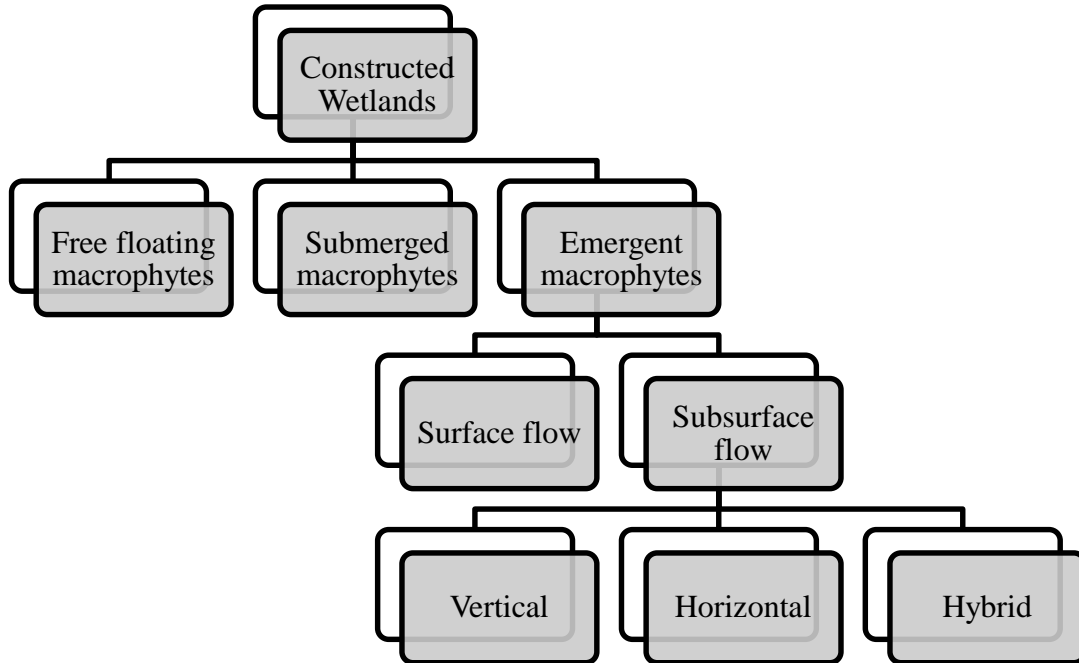 Constructed
Wetlands
Free floating
macrophytes
Submerged
macrophytes
Emergent
macrophytes
Surface flow
Subsurface
flow
Vertical
Horizontal
Hybrid